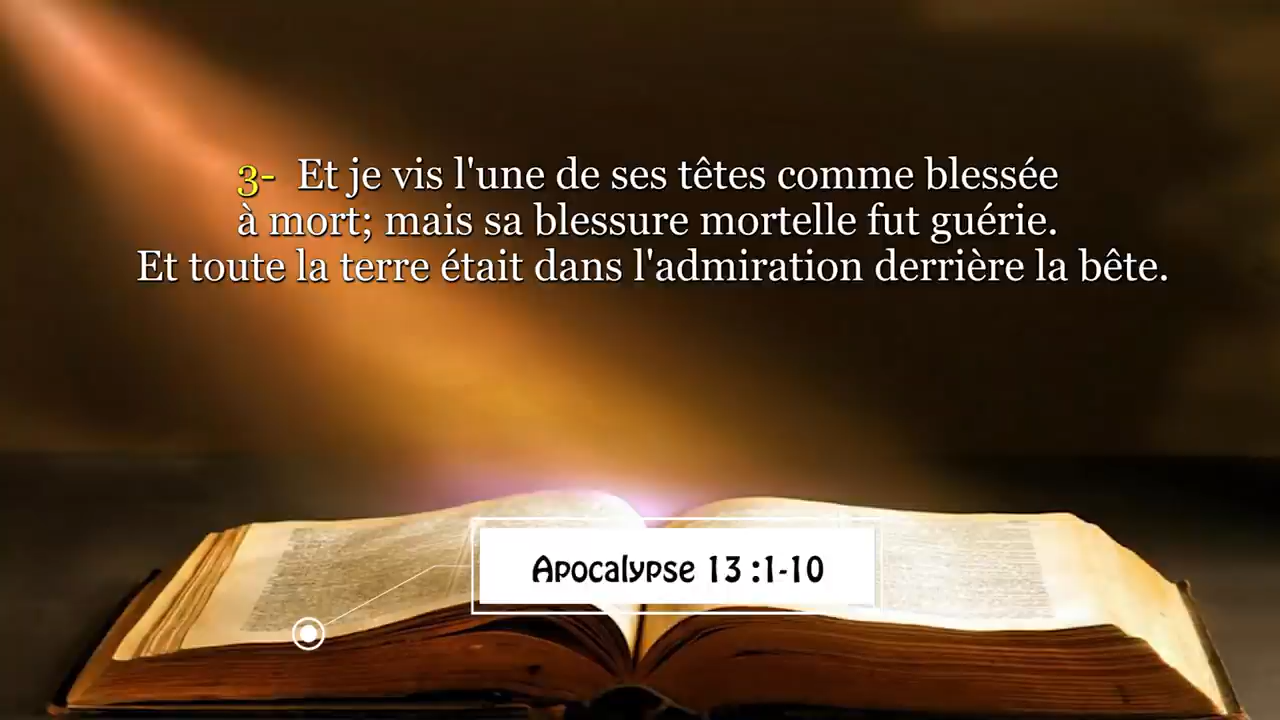 3- Et je vis l'une de ses têtes comme blessée
à mort; mais sa blessure mortelle fut guérie.
Et toute la terre était dans l'admiration derrière la bête.
Apocalypse 13 :1-10